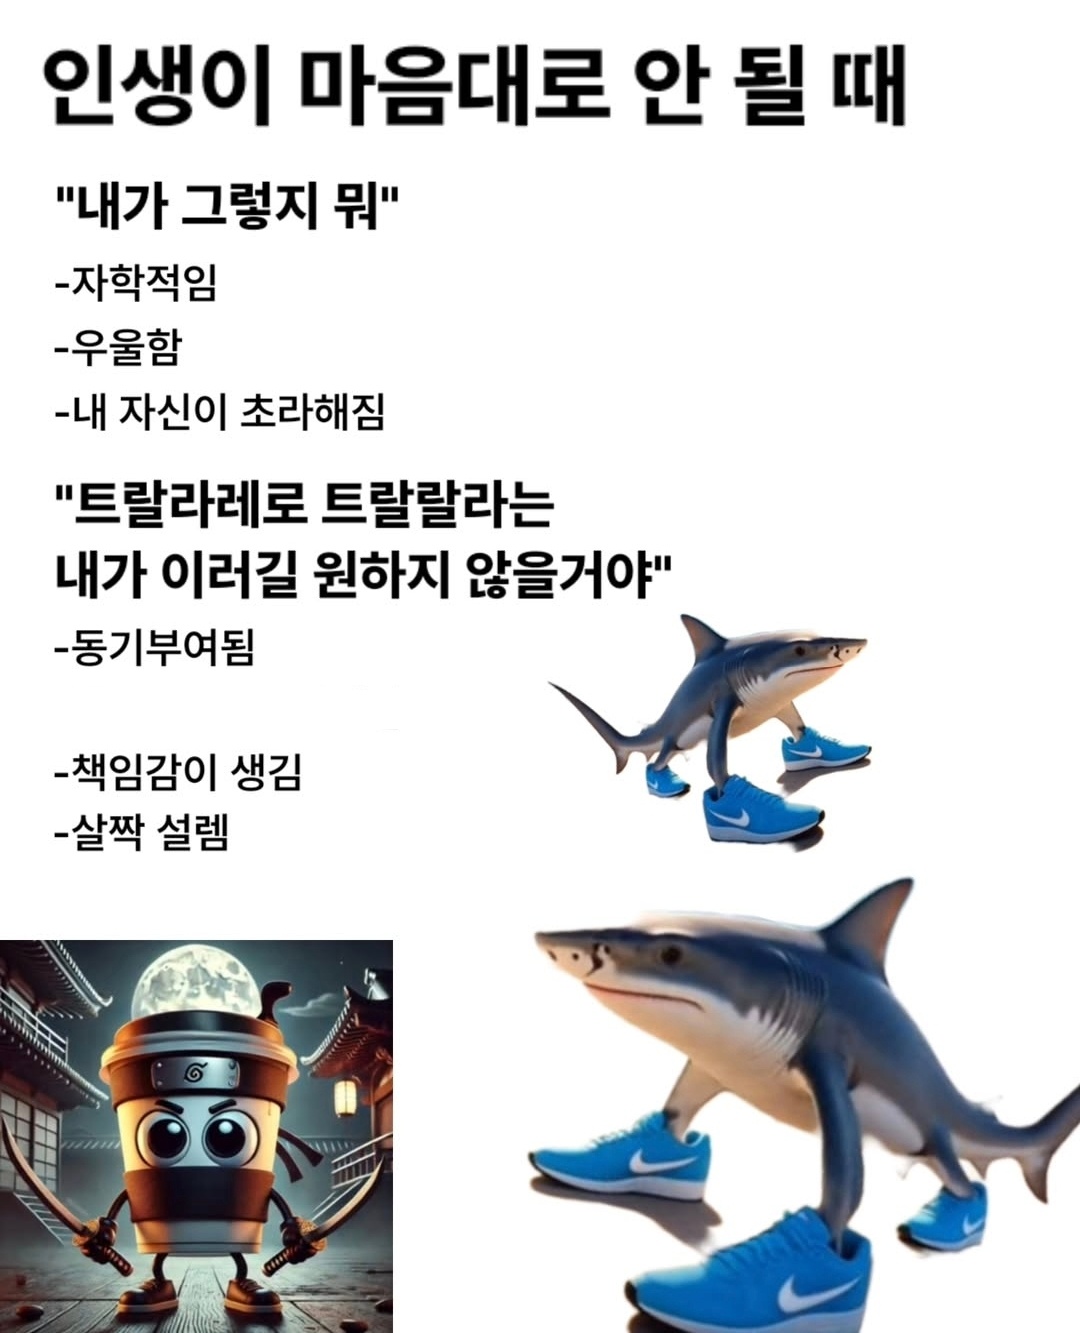 인생이 마음대로 안 될 때
"내가 그렇지 뭐"
-자학적임
-우울함
-내 자신이 초라해짐
"트랄라레로 트랄랄라는
내가 이러길 원하지 않을거야"
-동기부여됨
-책임감이 생김
-살짝 설렘